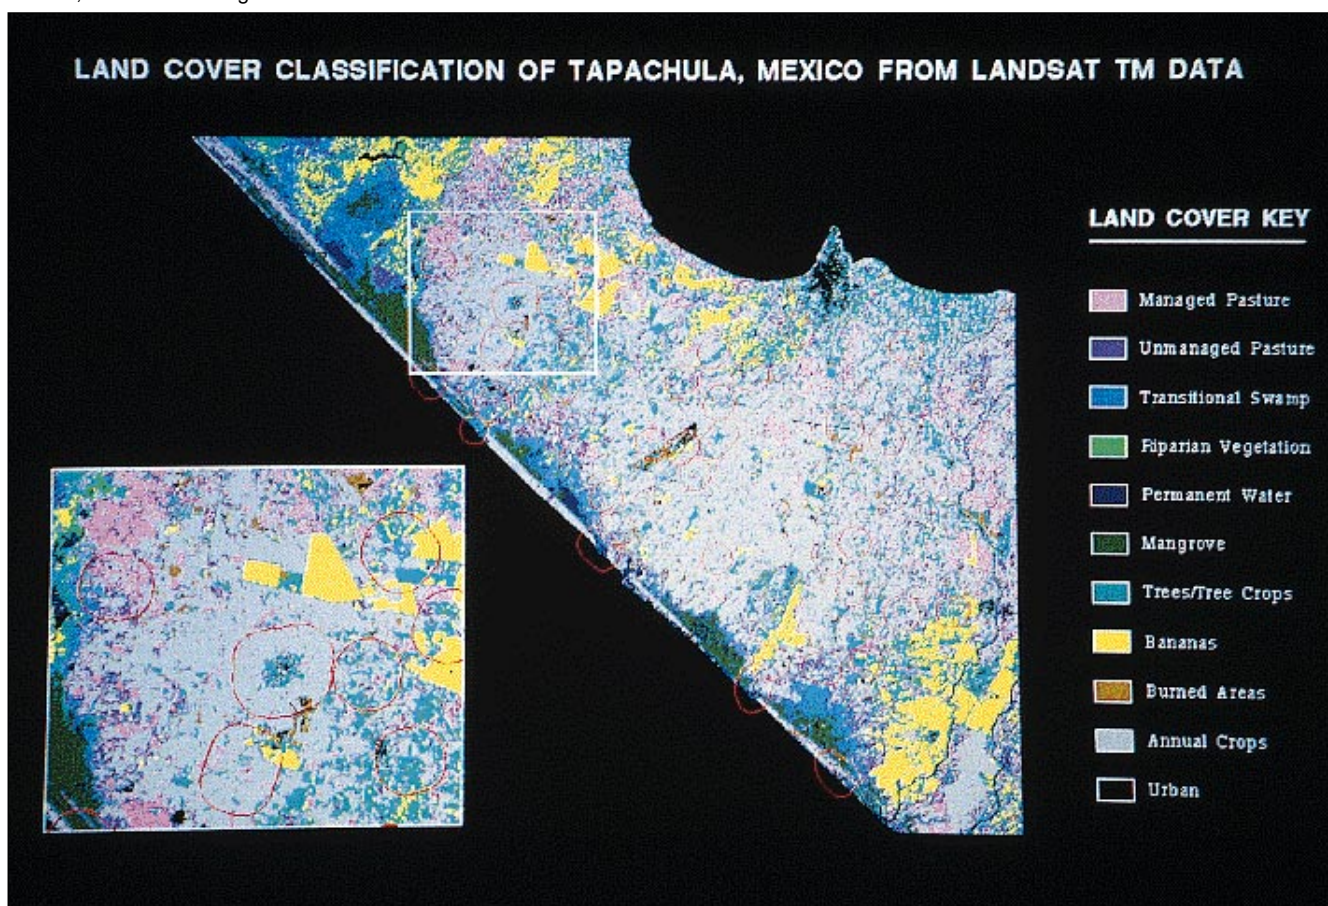 LAND COVER CLASSIFICATION OF TAPACHULA, MEXICO FROM LANDSAT TM DATA
LAND COVER KEY
Managed Pasture
Unmanaged Pasture
Transitional Swamp
Riparian Vegetation
Permanent Water
Mangrove
Trees/Tree Crops
Bananas
Burned Areas
Annual Crops
Urban